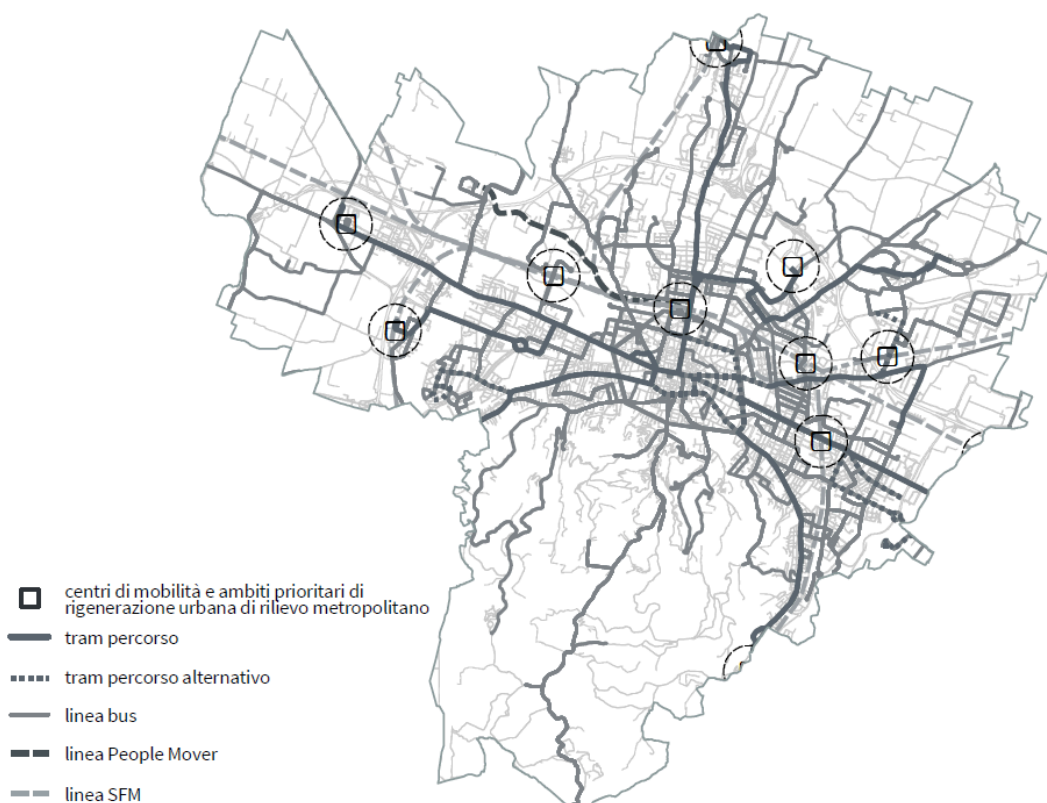 centri di mobilità e ambiti prioritari di
rigenerazione urbana di rilievo metropolitano
tram percorso
tram percorso alternativo
linea bus
linea People Mover
linea SFM